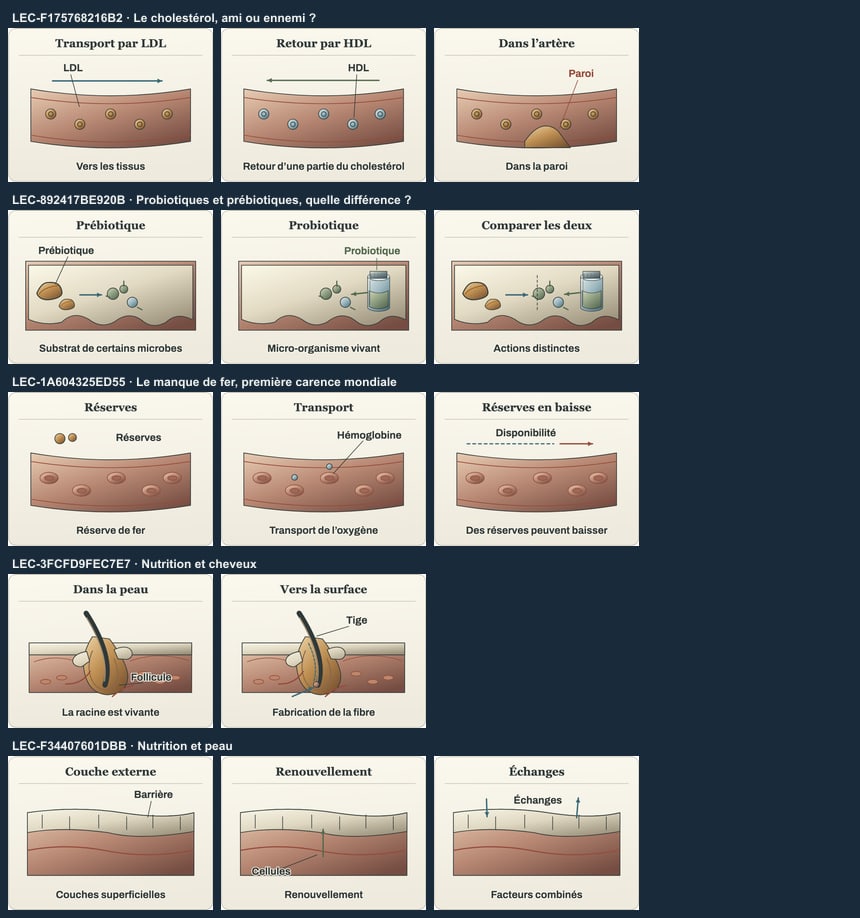 LEC-F175768216B2 · Le cholestérol, ami ou ennemi ?
Transport par LDL
LDL
Vers les tissus
Retour par HDL
HDL
Retour d’une partie du cholestérol
Dans l’artère
Paroi
Dans la paroi
LEC-892417BE920B · Probiotiques et prébiotiques, quelle différence ?
Prébiotique
Prébiotique
Substrat de certains microbes
Probiotique
Probiotique
Micro-organisme vivant
Comparer les deux
Actions distinctes
LEC-1A604325ED55 · Le manque de fer, première carence mondiale
Réserves
Réserves
Réserve de fer
Transport
Hémoglobine
Transport de l’oxygène
Réserves en baisse
Disponibilité
Des réserves peuvent baisser
LEC-3FCFD9FEC7E7 · Nutrition et cheveux
Dans la peau
Follicule
La racine est vivante
Vers la surface
Tige
Fabrication de la fibre
LEC-F34407601DBB · Nutrition et peau
Couche externe
Barrière
Couches superficielles
Renouvellement
Cellules
Renouvellement
Échanges
Échanges
Facteurs combinés